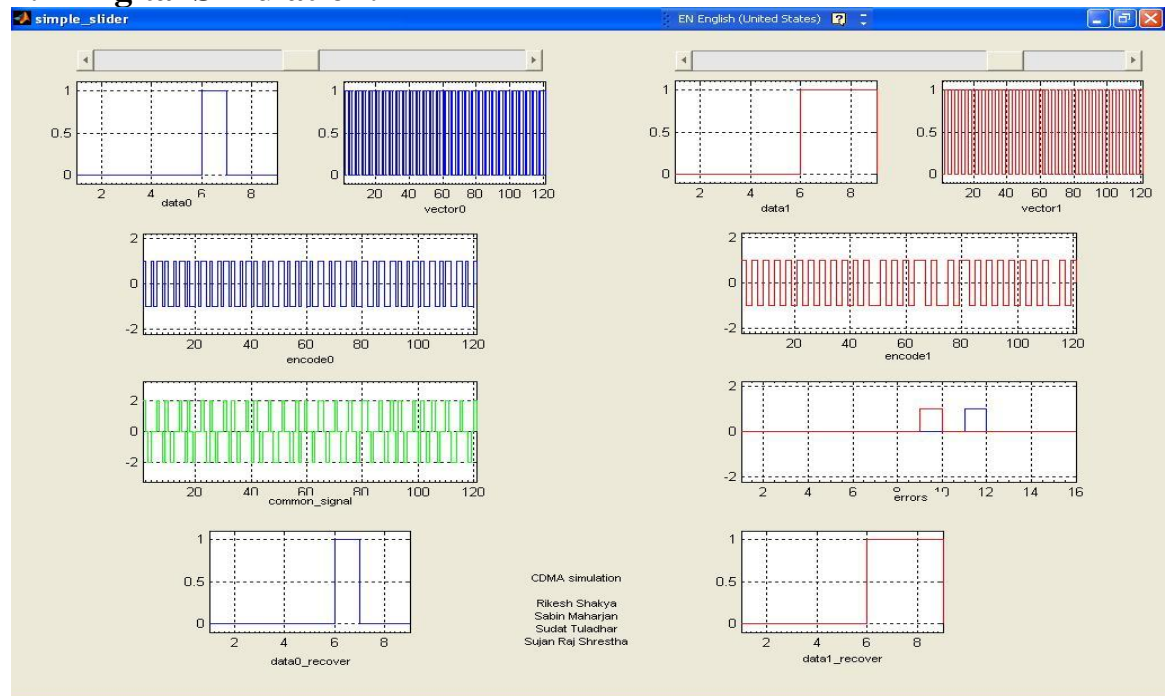 simple_slider
EN English (United States)
1
0.5
0
2 4 6 8
data0
1
0.5
0
20 40 60 80 100 120
vector0
1
0.5
0
2 4 6 8
data1
1
0.5
0
20 40 60 80 100 120
vector1
2
0
-2
20 40 60 80 100 120
encode0
2
0
-2
20 40 60 80 100 120
encode1
2
0
-2
20 40 60 80 100 120
common_signal
2
0
-2
2 4 6 8 10 12 14 16
errors
1
0.5
0
2 4 6 8
data0_recover
CDMA simulation
Rikesh Shakya
Sabin Maharjan
Sudat Tuladhar
Sujan Raj Shrestha
1
0.5
0
2 4 6 8
data1_recover